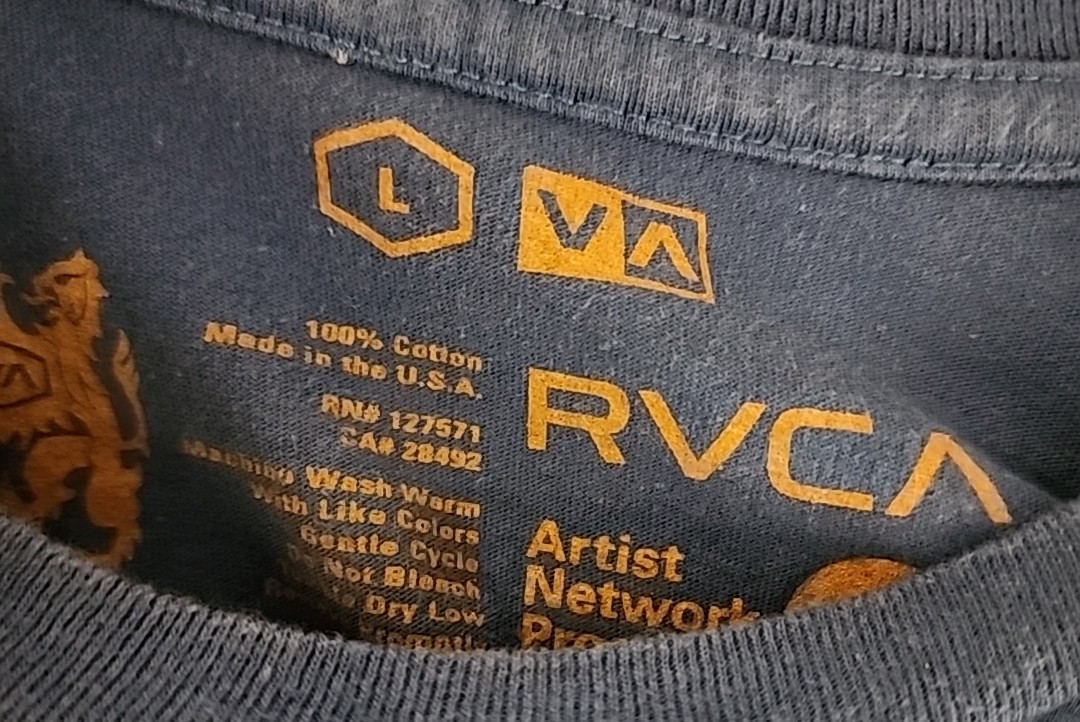 L
VA
100% Cotton
Made in the U.S.A.
RN# 127571
CA# 28492
Machine Wash Warm
With Like Colors
Gentle Cycle
Not Bleach
Dry Low
RVCA
Artist
Network